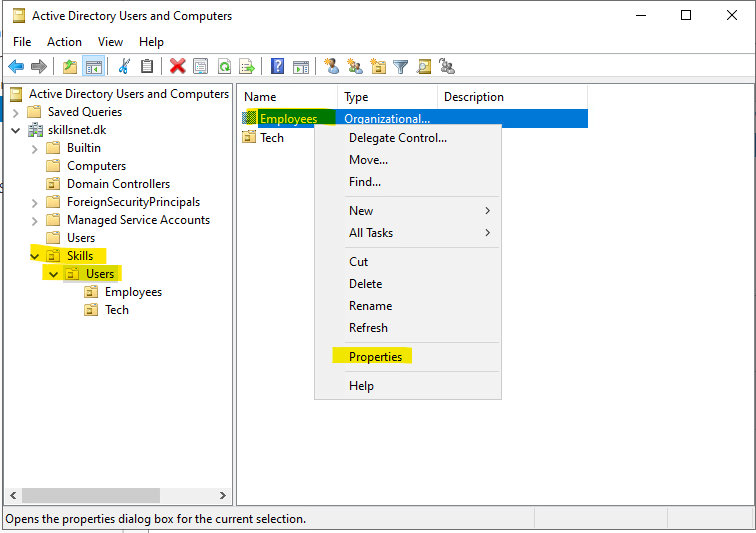 Active Directory Users and Computers
File Action View Help
Active Directory Users and Computers
Saved Queries
skillsnet.dk
Builtin
Computers
Domain Controllers
ForeignSecurityPrincipals
Managed Service Accounts
Users
Skills
Users
Employees
Tech
Name Type Description
Employees Organizational...
Tech
Delegate Control...
Move...
Find...
New
All Tasks
Cut
Delete
Rename
Refresh
Properties
Help
Opens the properties dialog box for the current selection.